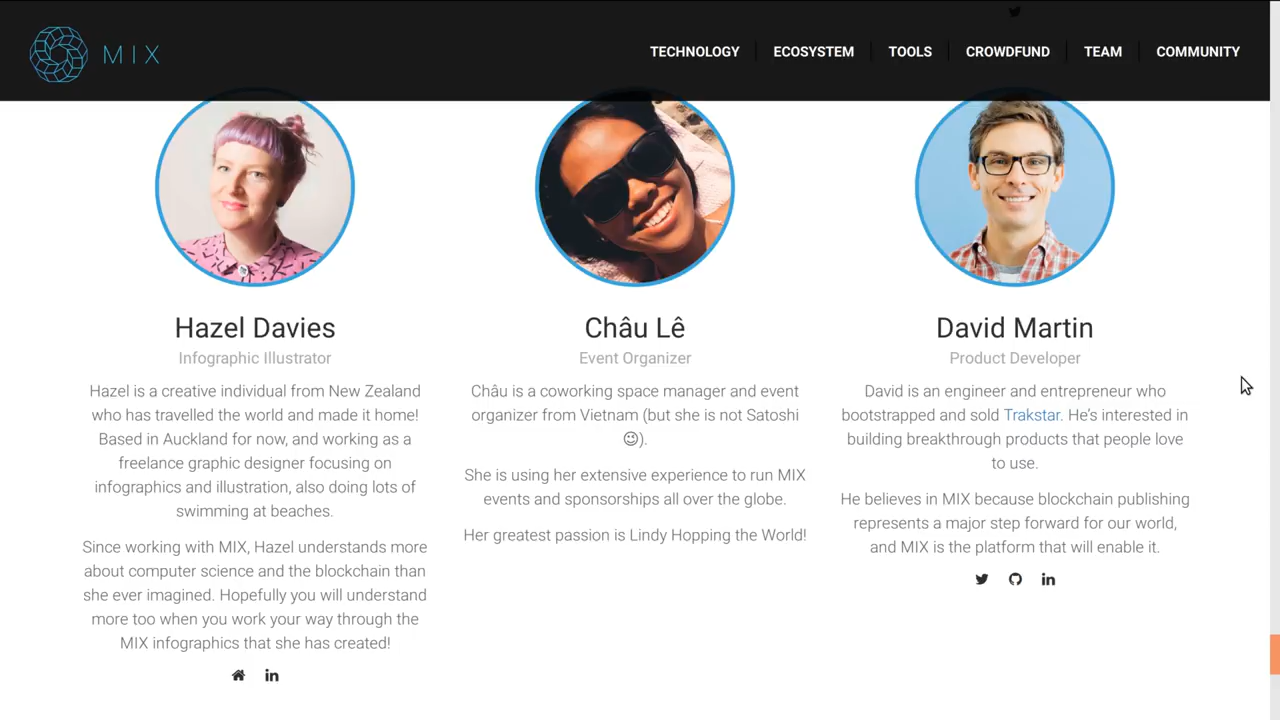 MIX
TECHNOLOGY
ECOSYSTEM
TOOLS
CROWDFUND
TEAM
COMMUNITY
Hazel Davies
Infographic Illustrator
Hazel is a creative individual from New Zealand
who has travelled the world and made it home!
Based in Auckland for now, and working as a
freelance graphic designer focusing on
infographics and illustration, also doing lots of
swimming at beaches.
Since working with MIX, Hazel understands more
about computer science and the blockchain than
she ever imagined. Hopefully you will understand
more too when you work your way through the
MIX infographics that she has created!
Châu Lê
Event Organizer
Châu is a coworking space manager and event
organizer from Vietnam (but she is not Satoshi
😉).
She is using her extensive experience to run MIX
events and sponsorships all over the globe.
Her greatest passion is Lindy Hopping the World!
David Martin
Product Developer
David is an engineer and entrepreneur who
bootstrapped and sold Trakstar. He’s interested in
building breakthrough products that people love
to use.
He believes in MIX because blockchain publishing
represents a major step forward for our world,
and MIX is the platform that will enable it.